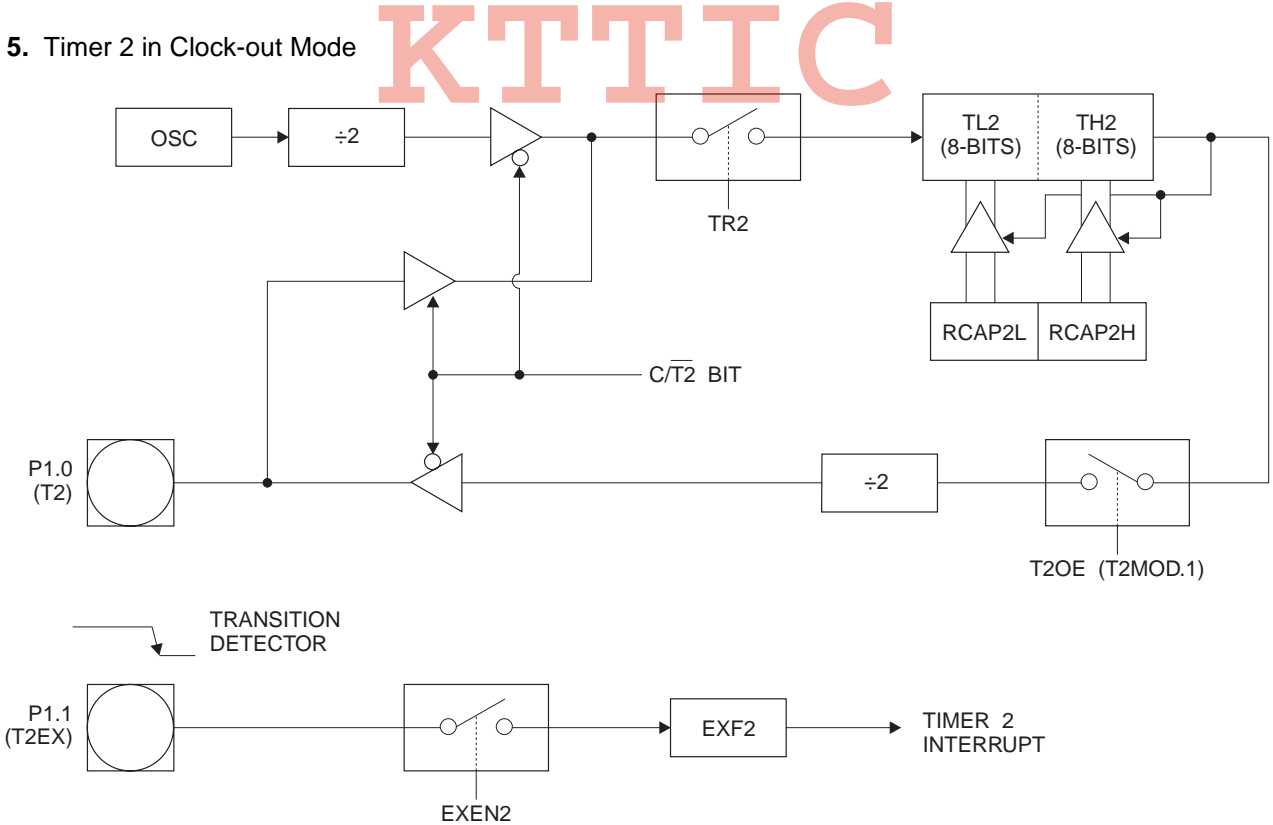 KTTIC
5. Timer 2 in Clock-out Mode
OSC
÷2
TR2
TL2
(8-BITS)
TH2
(8-BITS)
RCAP2L
RCAP2H
C/T̅2̅ BIT
P1.0
(T2)
÷2
T2OE (T2MOD.1)
TRANSITION
DETECTOR
P1.1
(T2EX)
EXEN2
EXF2
TIMER 2
INTERRUPT